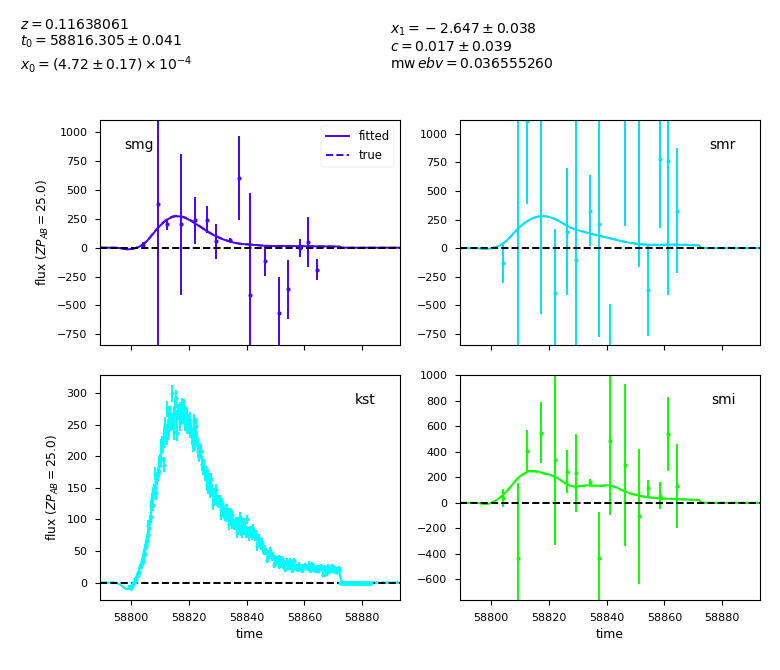 z = 0.11638061
t₀ = 58816.305 ± 0.041
x₀ = (4.72 ± 0.17) × 10⁻⁴
x₁ = −2.647 ± 0.038
c = 0.017 ± 0.039
mw ebv = 0.036555260
smg
fitted
true
1000
750
500
250
0
−250
−500
−750
flux (ZP_AB = 25.0)
smr
1000
750
500
250
0
−250
−500
−750
kst
300
250
200
150
100
50
0
flux (ZP_AB = 25.0)
58800 58820 58840 58860 58880
time
smi
1000
800
600
400
200
0
−200
−400
−600
58800 58820 58840 58860 58880
time